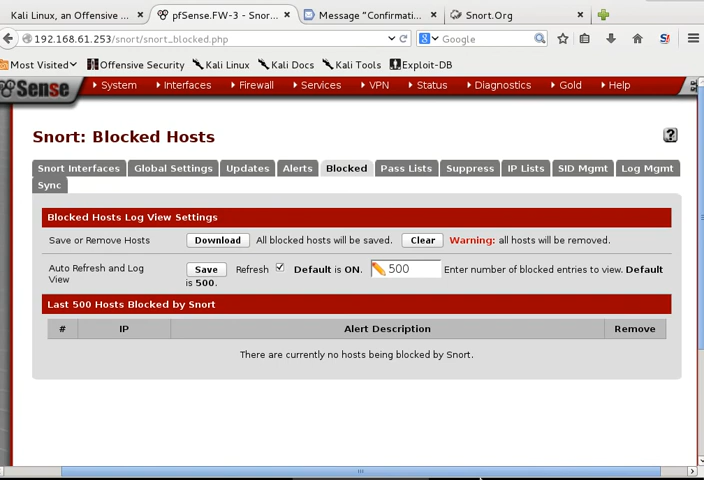 Kali Linux, an Offensive ... × pfSense.FW-3 - Snor... × Message “Confirmati... × Snort.Org ×
192.168.61.253/snort/snort_blocked.php Google
Most Visited Offensive Security Kali Linux Kali Docs Kali Tools Exploit-DB
Sense System Interfaces Firewall Services VPN Status Diagnostics Gold Help
Snort: Blocked Hosts ?
Snort Interfaces Global Settings Updates Alerts Blocked Pass Lists Suppress IP Lists SID Mgmt Log Mgmt
Sync
Blocked Hosts Log View Settings
Save or Remove Hosts Download All blocked hosts will be saved. Clear Warning: all hosts will be removed.
Auto Refresh and Log View Save Refresh Default is ON. 500 Enter number of blocked entries to view. Default
is 500.
Last 500 Hosts Blocked by Snort
# IP Alert Description Remove
There are currently no hosts being blocked by Snort.